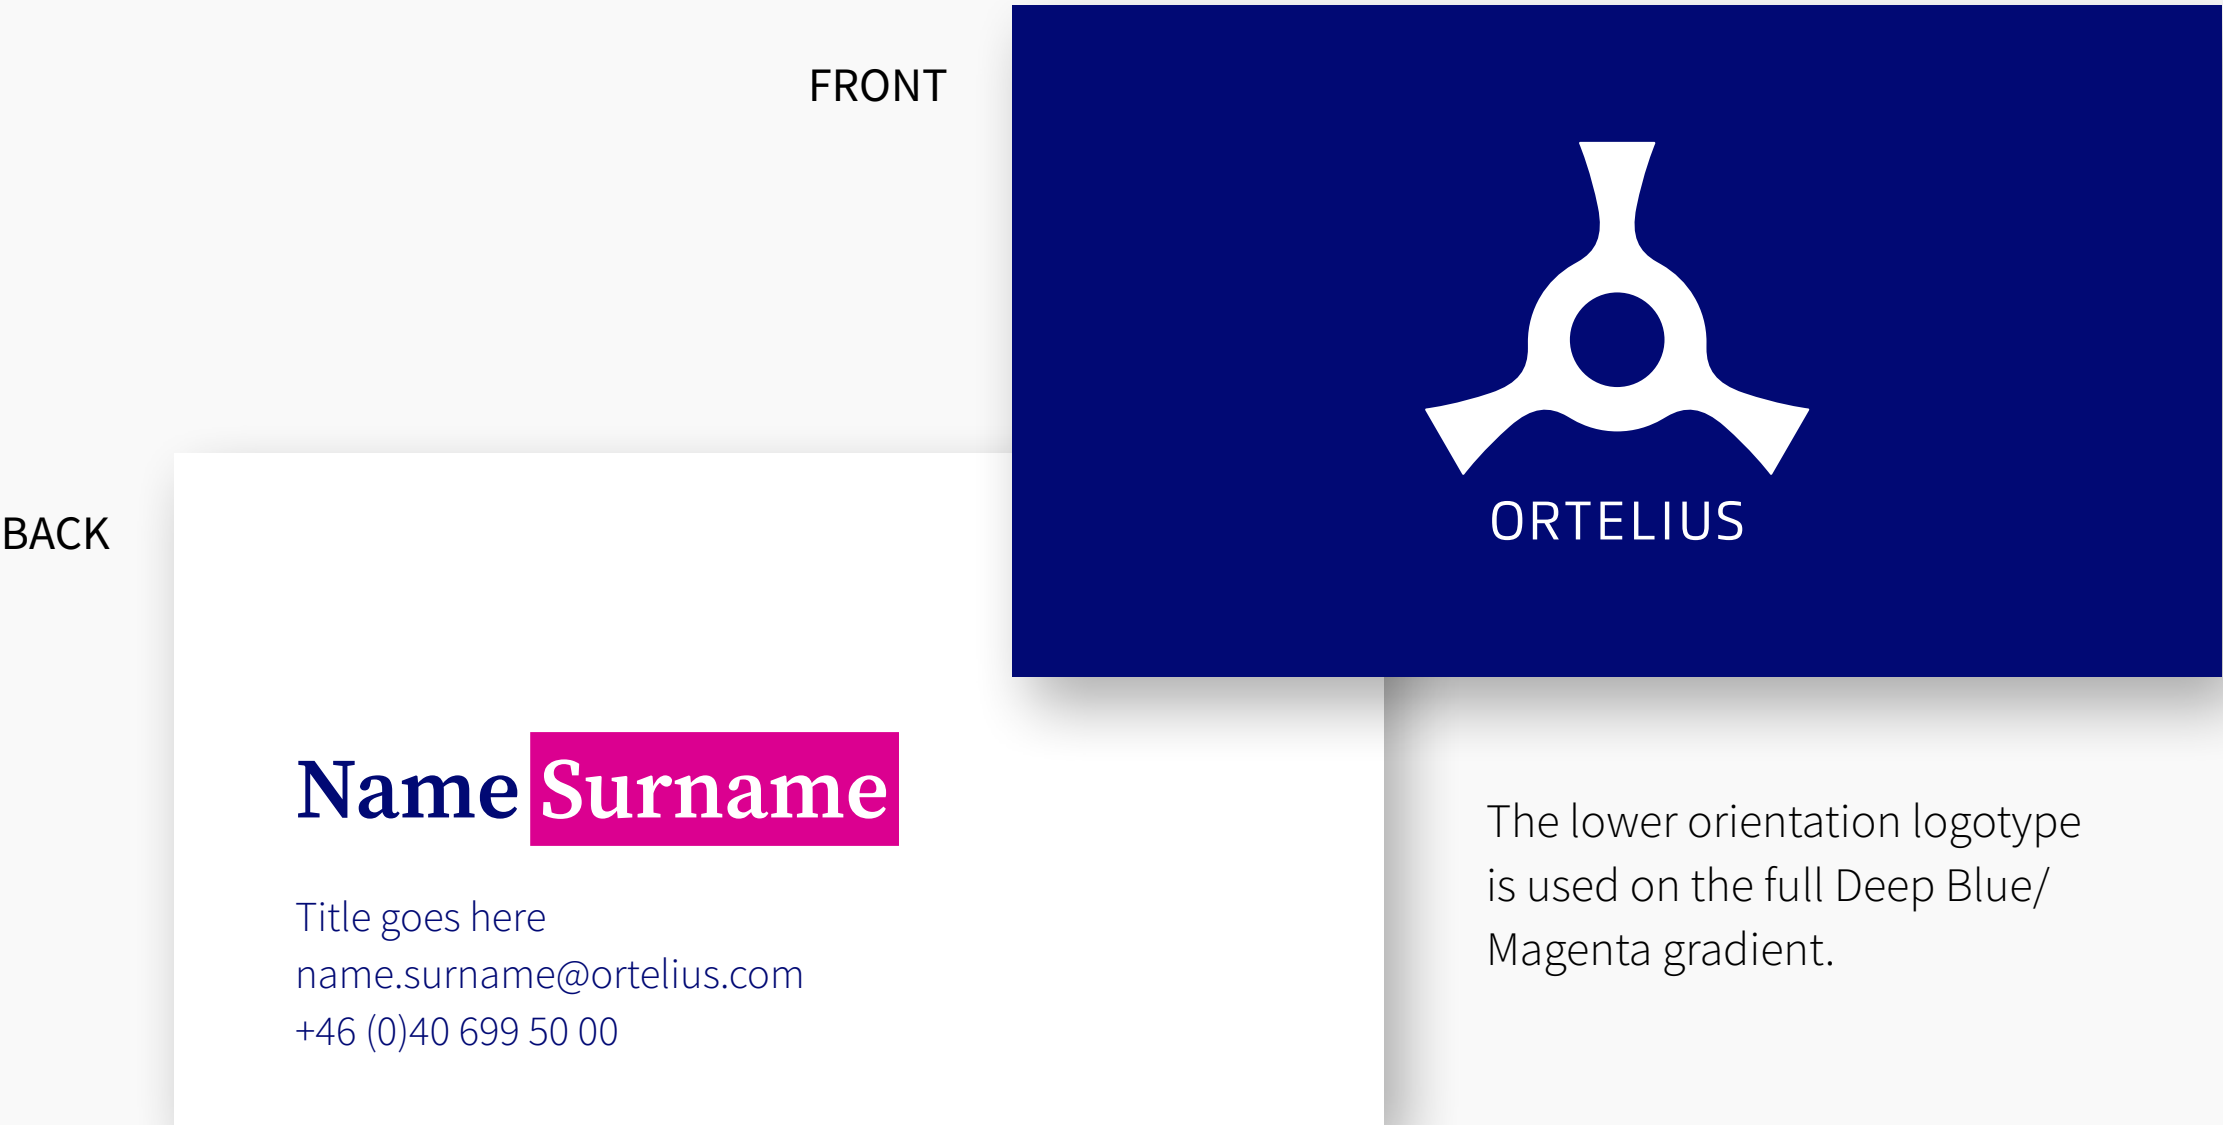 FRONT
ORTELIUS
BACK
Name Surname
Title goes here
name.surname@ortelius.com
+46 (0)40 699 50 00
The lower orientation logotype
is used on the full Deep Blue/
Magenta gradient.